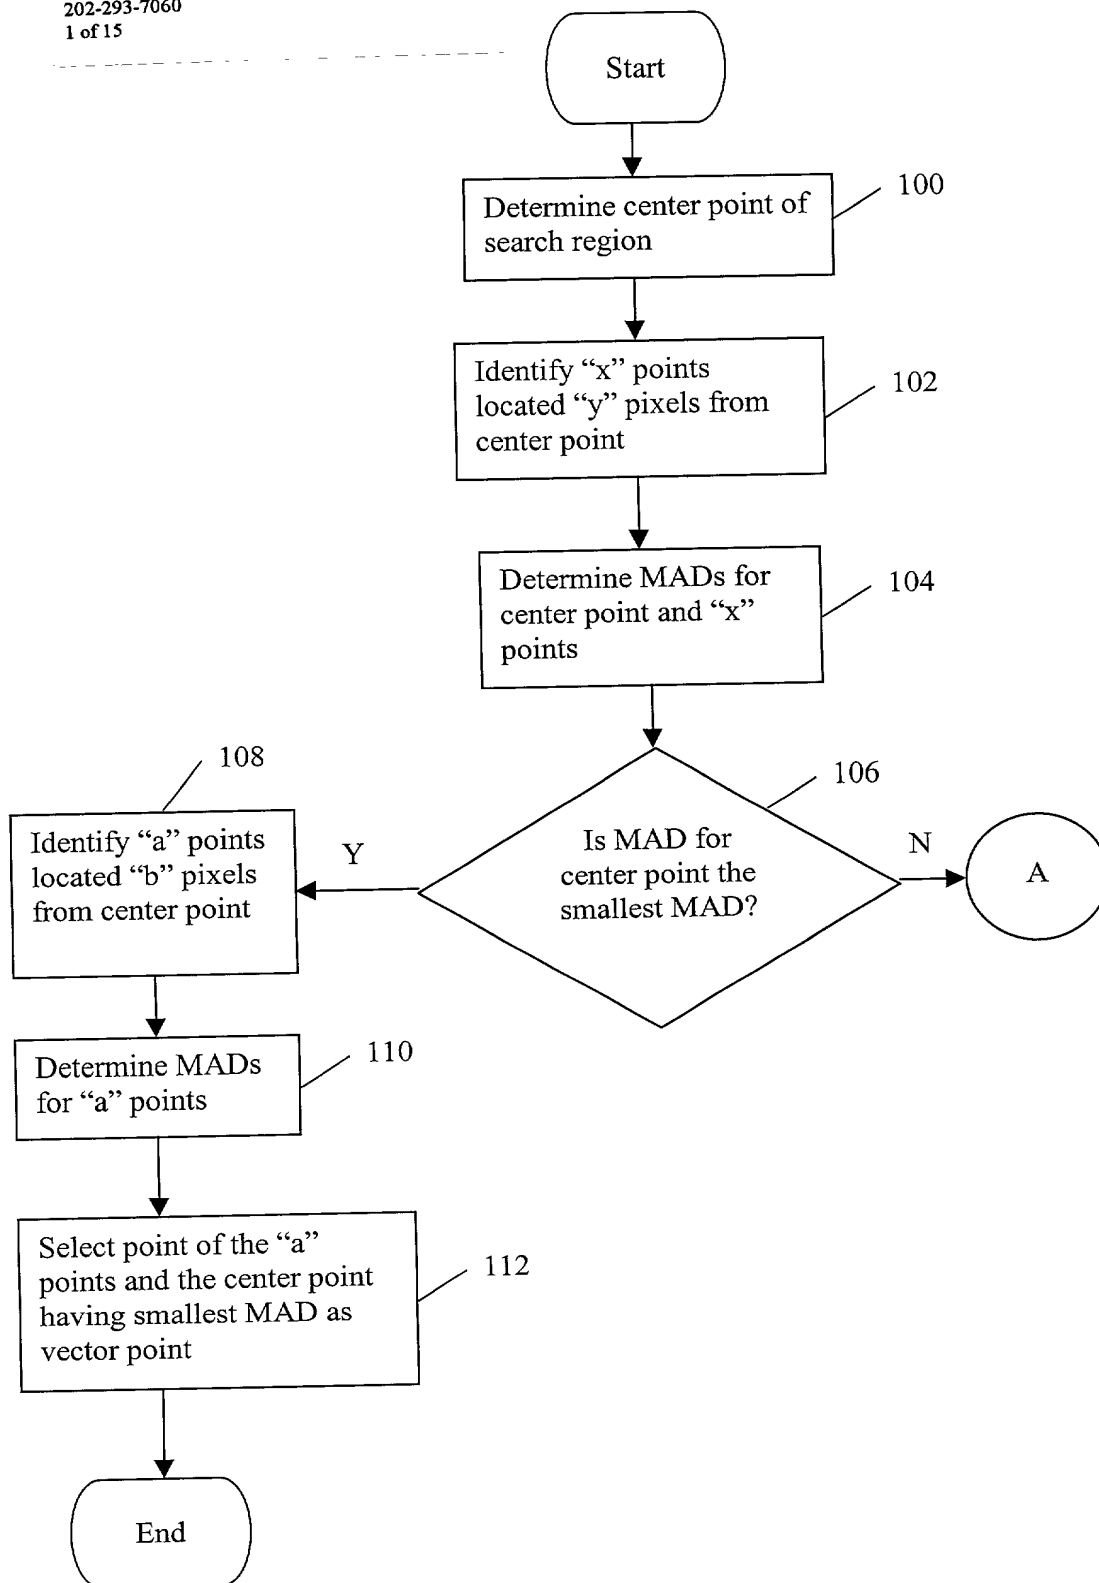 202-293-7060
1 of 15
Start
100
Determine center point of
search region
102
Identify “x” points
located “y” pixels from
center point
104
Determine MADs for
center point and “x”
points
106
Is MAD for
center point the
smallest MAD?
N
A
Y
108
Identify “a” points
located “b” pixels
from center point
110
Determine MADs
for “a” points
112
Select point of the “a”
points and the center point
having smallest MAD as
vector point
End